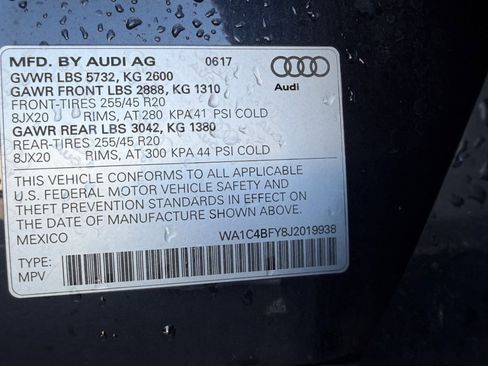 MFD. BY AUDI AG 0617
GVWR LBS 5732, KG 2600
GAWR FRONT LBS 2888, KG 1310
FRONT-TIRES 255/45 R20
8JX20 RIMS, AT 280 KPA 41 PSI COLD
GAWR REAR LBS 3042, KG 1380
REAR-TIRES 255/45 R20
8JX20 RIMS, AT 300 KPA 44 PSI COLD
Audi
THIS VEHICLE CONFORMS TO ALL APPLICABLE
U.S. FEDERAL MOTOR VEHICLE SAFETY AND
THEFT PREVENTION STANDARDS IN EFFECT ON
THE DATE OF MANUFACTURE SHOWN ABOVE.
MEXICO WA1C4BFY8J2019938
TYPE:
MPV